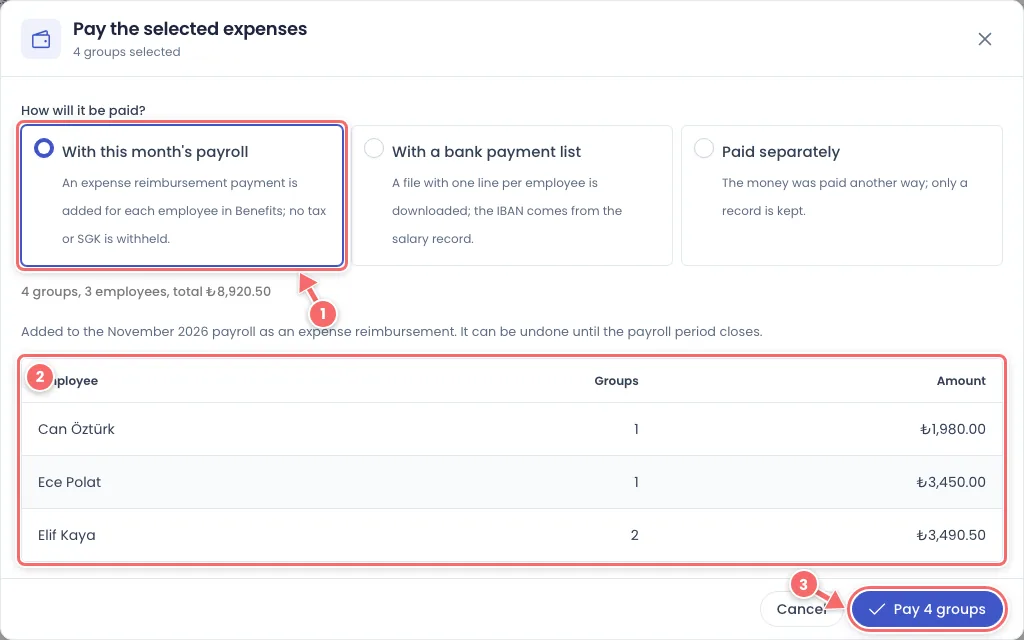 Pay the selected expenses
4 groups selected
How will it be paid?
With this month's payroll
An expense reimbursement payment is
added for each employee in Benefits; no tax
or SGK is withheld.
With a bank payment list
A file with one line per employee is
downloaded; the IBAN comes from the
salary record.
Paid separately
The money was paid another way; only a
record is kept.
4 groups, 3 employees, total ₺8,920.50
1
Added to the November 2026 payroll as an expense reimbursement. It can be undone until the payroll period closes.
2
Employee Groups Amount
Can Öztürk 1 ₺1,980.00
Ece Polat 1 ₺3,450.00
Elif Kaya 2 ₺3,490.50
3
Cancel
Pay 4 groups